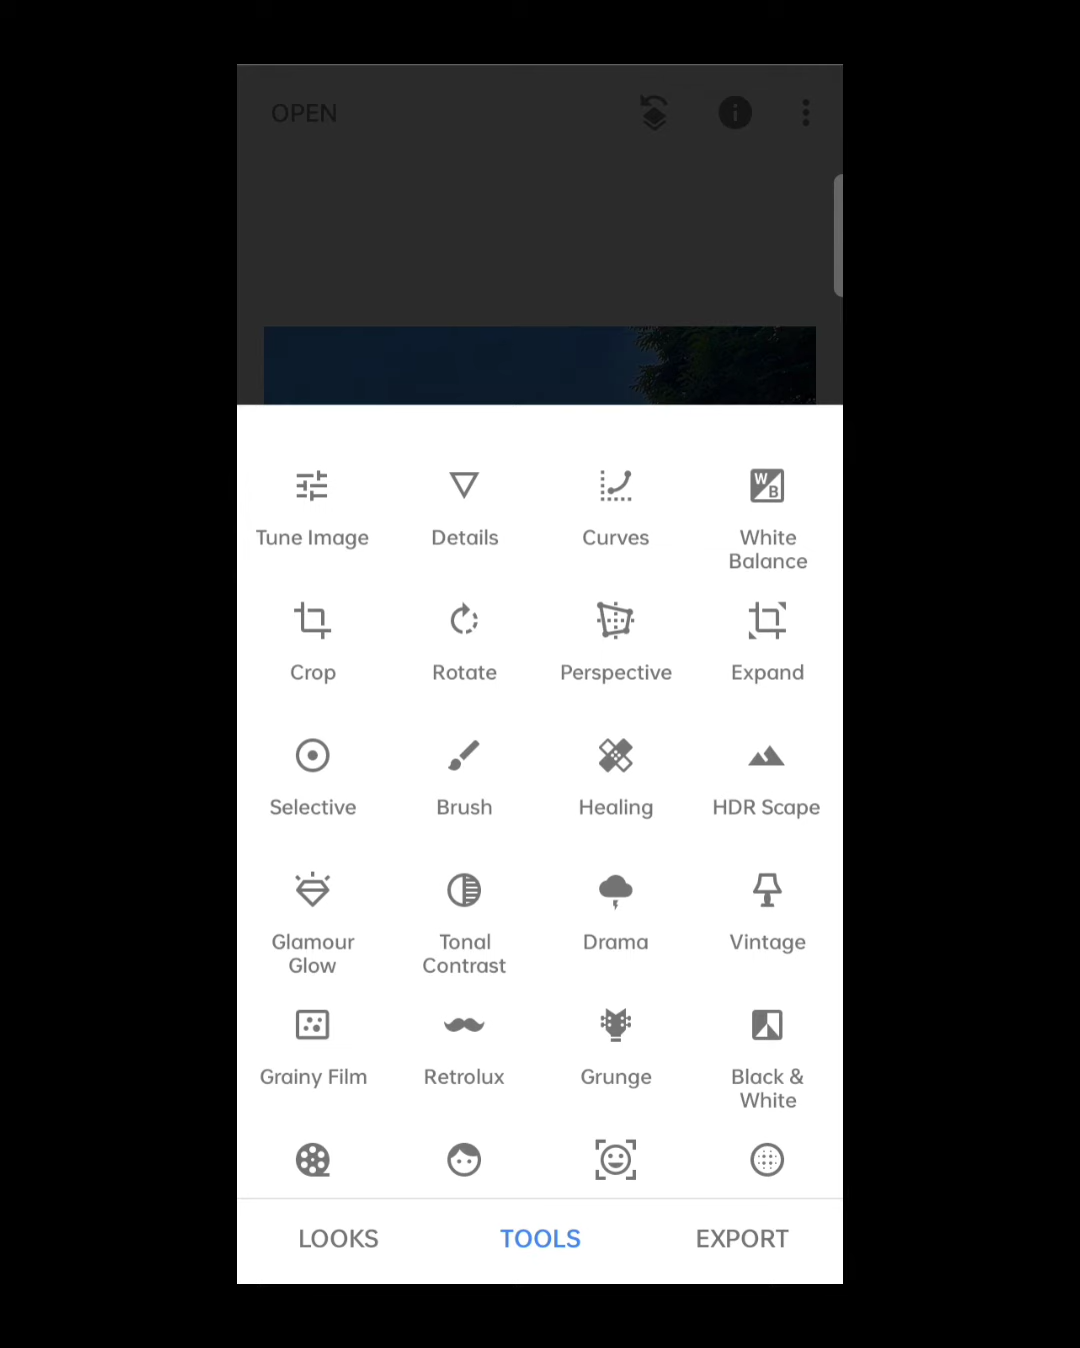 OPEN
Tune Image
Details
Curves
White
Balance
Crop
Rotate
Perspective
Expand
Selective
Brush
Healing
HDR Scape
Glamour
Glow
Tonal
Contrast
Drama
Vintage
Grainy Film
Retrolux
Grunge
Black &
White
LOOKS
TOOLS
EXPORT